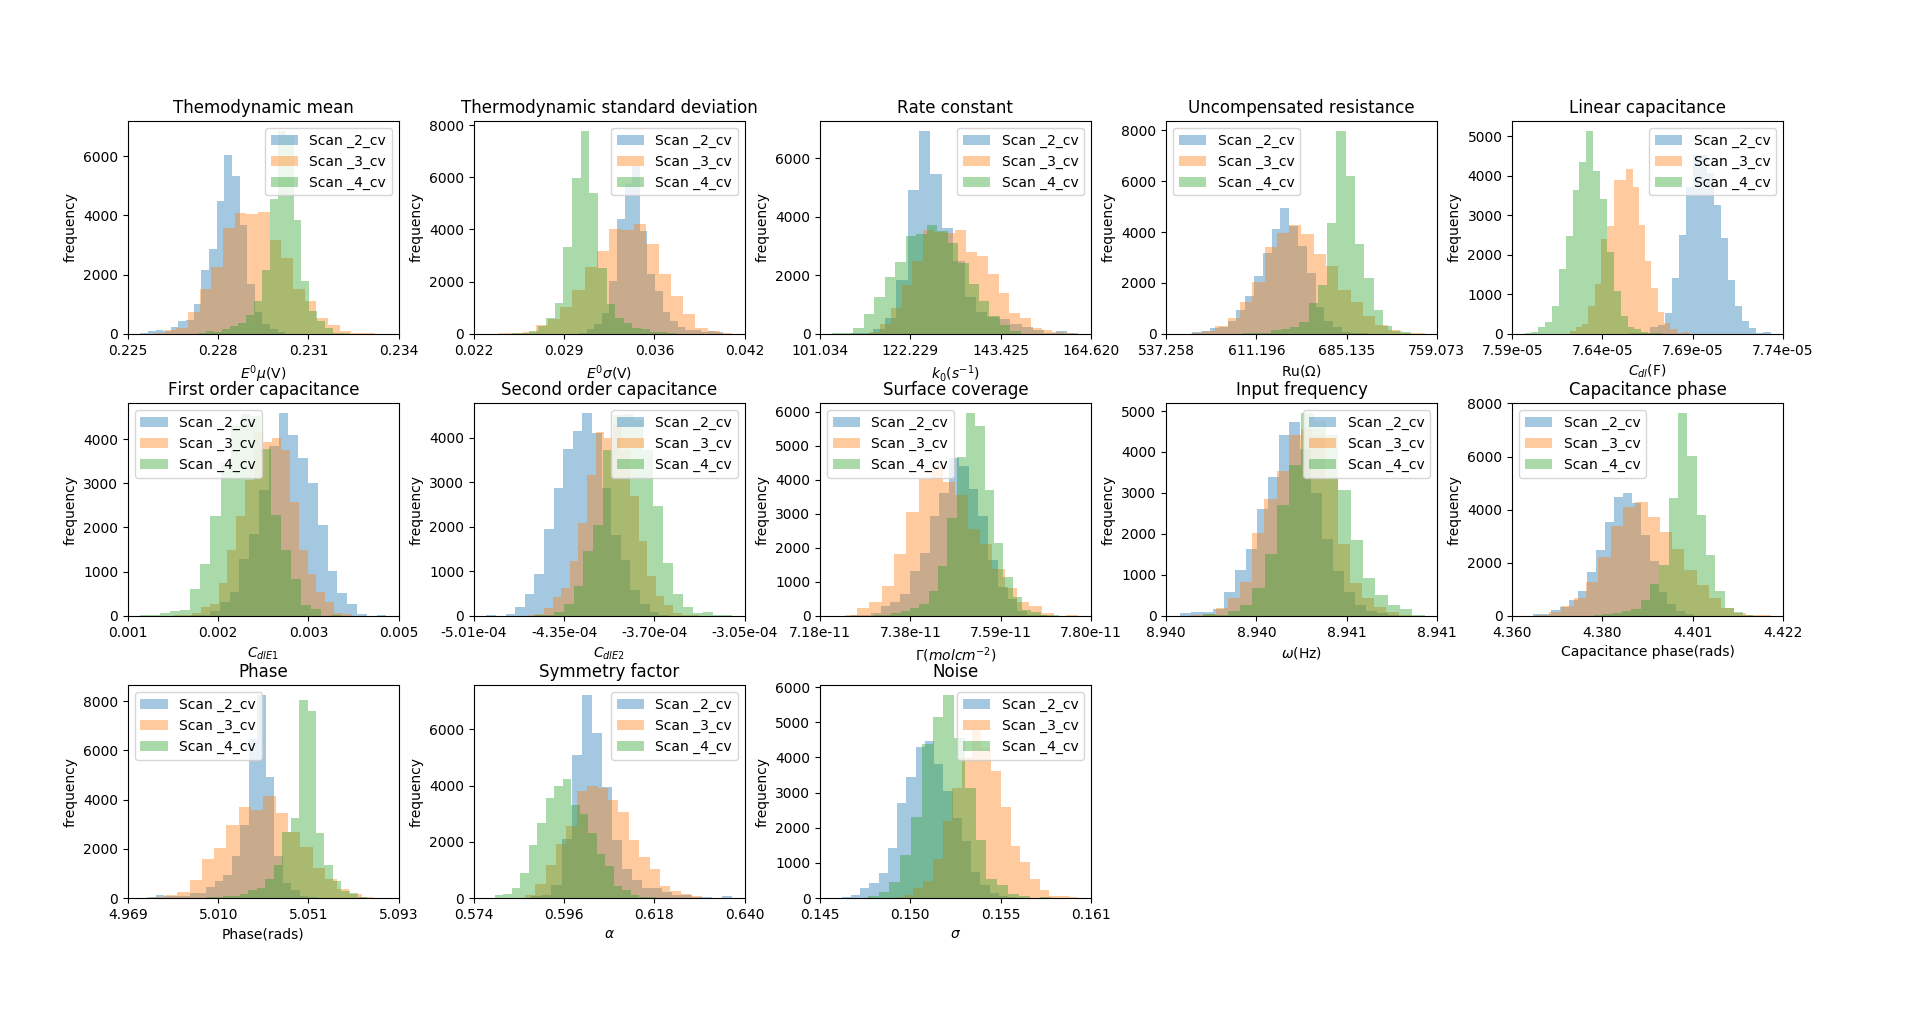 Themodynamic mean
Scan _2_cv
Scan _3_cv
Scan _4_cv
frequency
6000
4000
2000
0
0.225 0.228 0.231 0.234
E⁰μ(V)
Thermodynamic standard deviation
Scan _2_cv
Scan _3_cv
Scan _4_cv
frequency
8000
6000
4000
2000
0
0.022 0.029 0.036 0.042
E⁰σ(V)
Rate constant
Scan _2_cv
Scan _3_cv
Scan _4_cv
frequency
6000
4000
2000
0
101.034 122.229 143.425 164.620
k₀(s⁻¹)
Uncompensated resistance
Scan _2_cv
Scan _3_cv
Scan _4_cv
frequency
8000
6000
4000
2000
0
537.258 611.196 685.135 759.073
Ru(Ω)
Linear capacitance
Scan _2_cv
Scan _3_cv
Scan _4_cv
frequency
5000
4000
3000
2000
1000
0
7.59e-05 7.64e-05 7.69e-05 7.74e-05
C_dl(F)
First order capacitance
Scan _2_cv
Scan _3_cv
Scan _4_cv
frequency
4000
3000
2000
1000
0
0.001 0.002 0.003 0.005
C_dlE1
Second order capacitance
Scan _2_cv
Scan _3_cv
Scan _4_cv
frequency
4000
3000
2000
1000
0
-5.01e-04 -4.35e-04 -3.70e-04 -3.05e-04
C_dlE2
Surface coverage
Scan _2_cv
Scan _3_cv
Scan _4_cv
frequency
6000
5000
4000
3000
2000
1000
0
7.18e-11 7.38e-11 7.59e-11 7.80e-11
Γ(molcm⁻²)
Input frequency
Scan _2_cv
Scan _3_cv
Scan _4_cv
frequency
5000
4000
3000
2000
1000
0
8.940 8.940 8.941 8.941
ω(Hz)
Capacitance phase
Scan _2_cv
Scan _3_cv
Scan _4_cv
frequency
8000
6000
4000
2000
0
4.360 4.380 4.401 4.422
Capacitance phase(rads)
Phase
Scan _2_cv
Scan _3_cv
Scan _4_cv
frequency
8000
6000
4000
2000
0
4.969 5.010 5.051 5.093
Phase(rads)
Symmetry factor
Scan _2_cv
Scan _3_cv
Scan _4_cv
frequency
6000
4000
2000
0
0.574 0.596 0.618 0.640
α
Noise
Scan _2_cv
Scan _3_cv
Scan _4_cv
frequency
6000
5000
4000
3000
2000
1000
0
0.145 0.150 0.155 0.161
σ